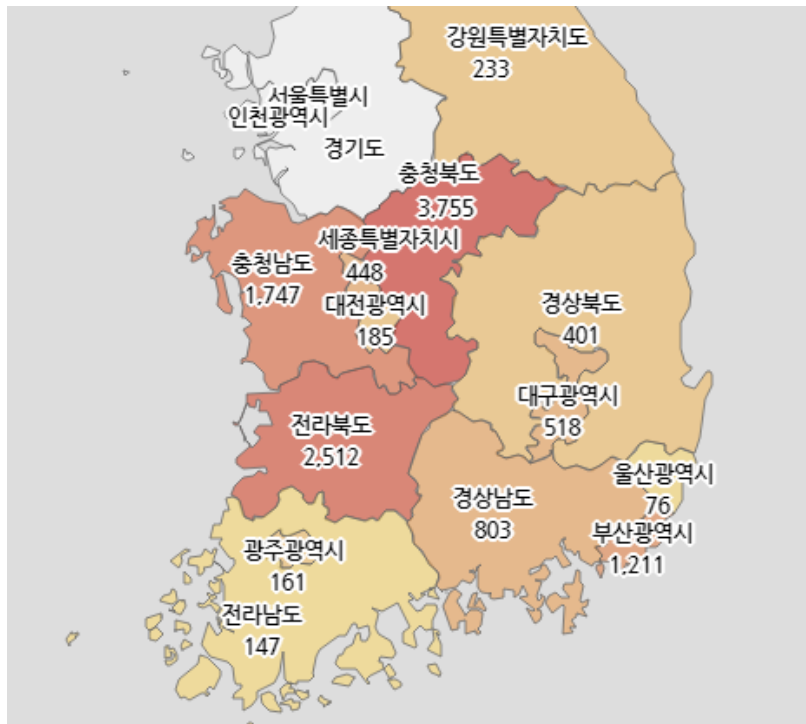 강원특별자치도
233
서울특별시
인천광역시
경기도
충청북도
3,755
세종특별자치시
448
충청남도
1,747
대전광역시
185
경상북도
401
대구광역시
518
전라북도
2,512
울산광역시
76
경상남도
803
부산광역시
1,211
광주광역시
161
전라남도
147